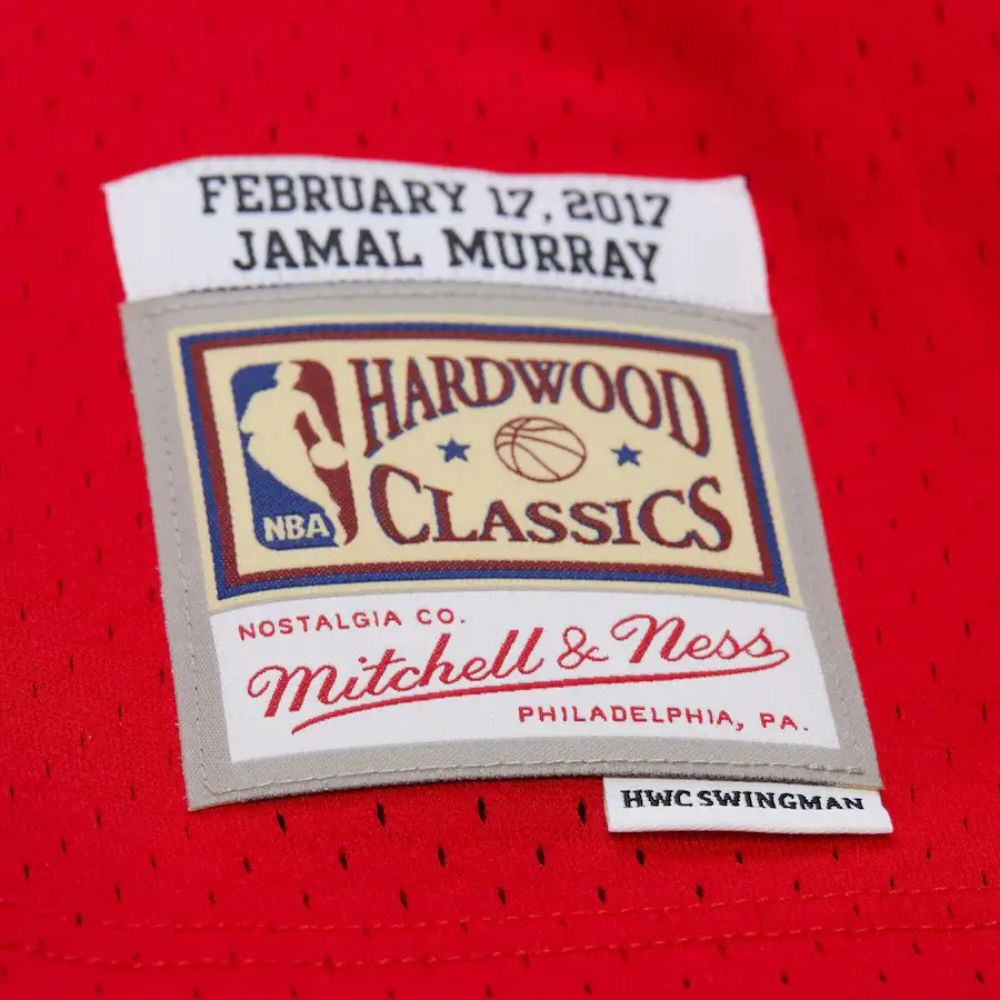 FEBRUARY 17, 2017
JAMAL MURRAY
HARDWOOD
CLASSICS
NBA
NOSTALGIA CO.
Mitchell & Ness
PHILADELPHIA, PA.
HWC SWINGMAN